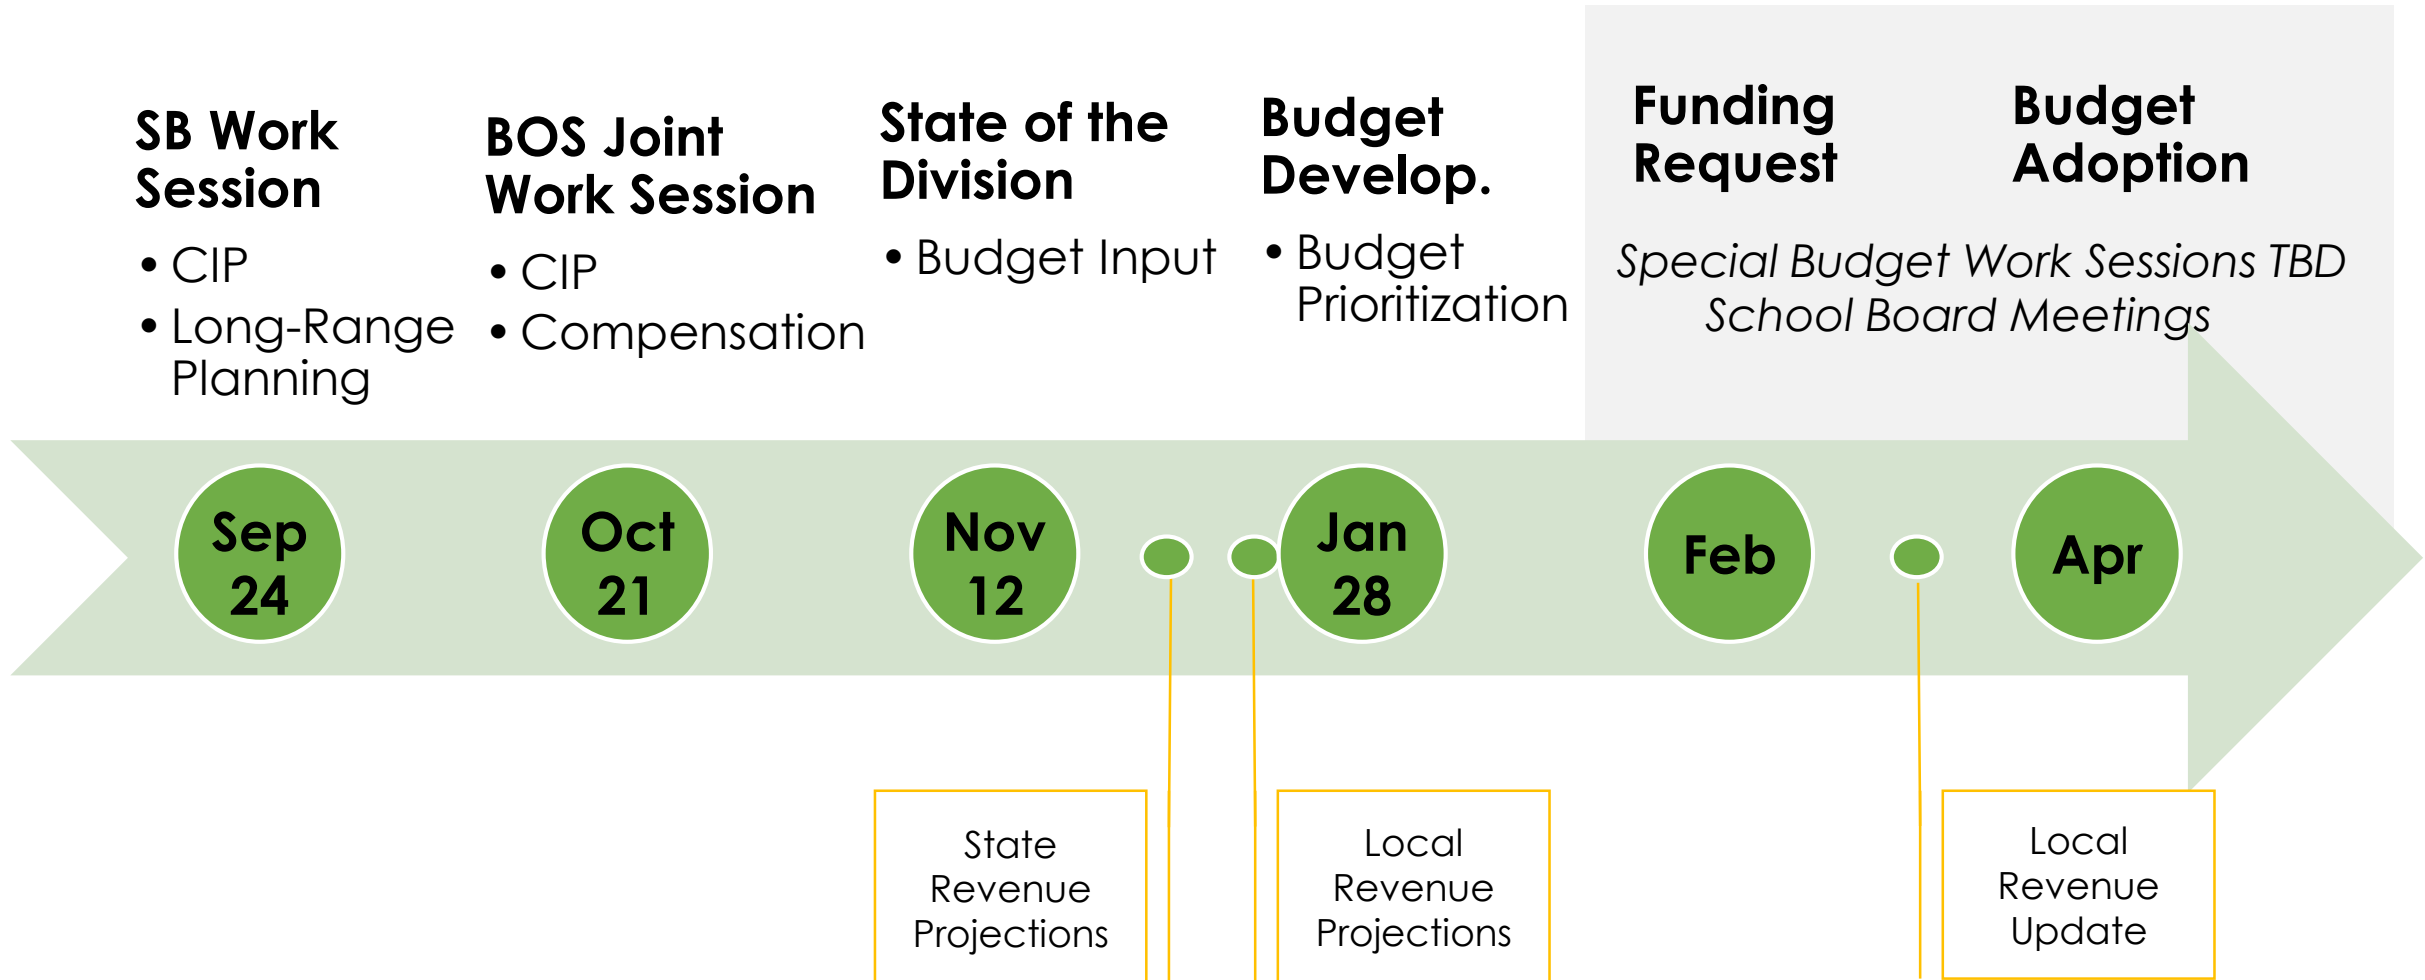 SB Work
Session
• CIP
• Long-Range
Planning
BOS Joint
Work Session
• CIP
• Compensation
State of the
Division
• Budget Input
Budget
Develop.
• Budget
Prioritization
Funding
Request
Budget
Adoption
Special Budget Work Sessions TBD
School Board Meetings
Sep
24
Oct
21
Nov
12
Jan
28
Feb
Apr
State
Revenue
Projections
Local
Revenue
Projections
Local
Revenue
Update